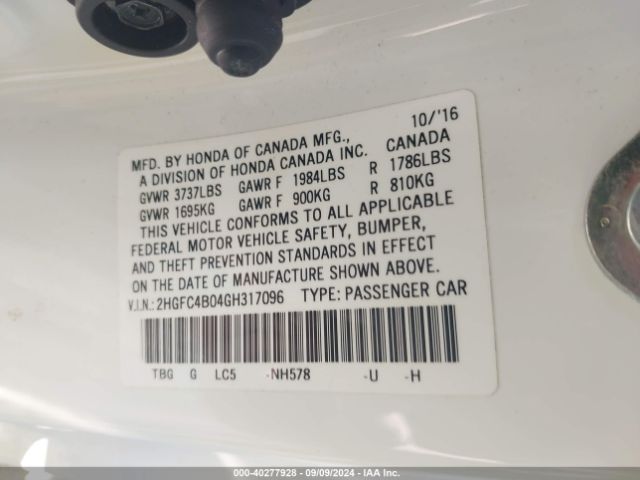 10/'16
MFD. BY HONDA OF CANADA MFG., CANADA
A DIVISION OF HONDA CANADA INC.
GVWR 3737LBS GAWR F 1984LBS R 1786LBS
GVWR 1695KG GAWR F 900KG R 810KG
THIS VEHICLE CONFORMS TO ALL APPLICABLE
FEDERAL MOTOR VEHICLE SAFETY, BUMPER,
AND THEFT PREVENTION STANDARDS IN EFFECT
ON THE DATE OF MANUFACTURE SHOWN ABOVE.
V.I.N.: 2HGFC4B04GH317096 TYPE: PASSENGER CAR
TBG G LC5 -NH578 -U -H
000-40277928 - 09/09/2024 - IAA Inc.